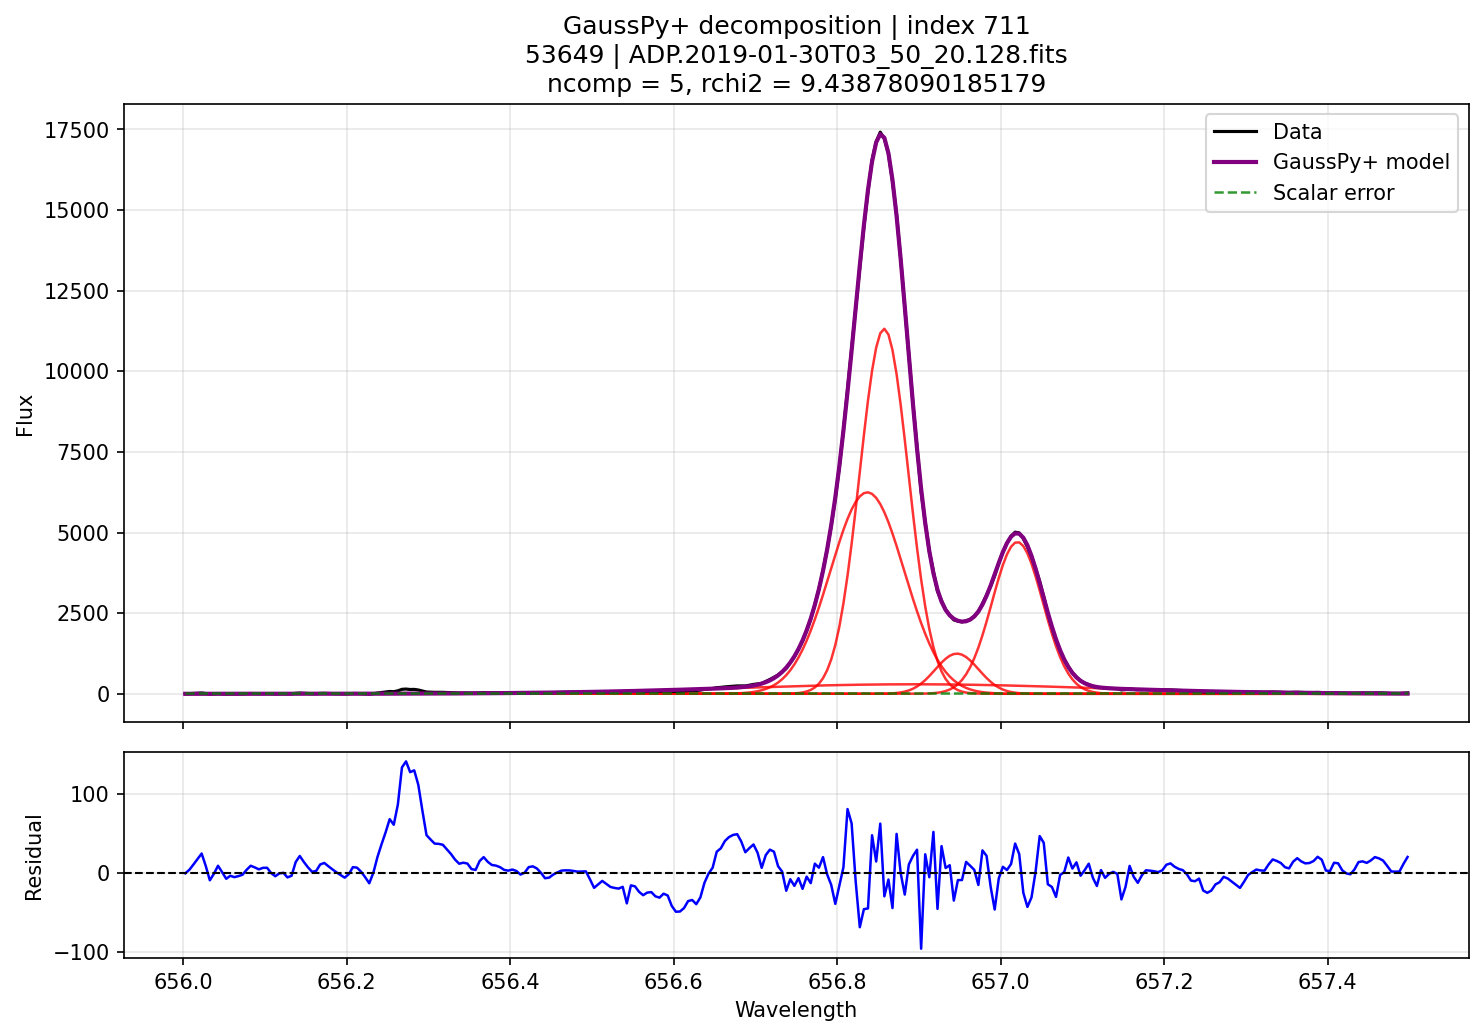 GaussPy+ decomposition | index 711
53649 | ADP.2019-01-30T03_50_20.128.fits
ncomp = 5, rchi2 = 9.43878090185179
Data
GaussPy+ model
Scalar error
17500
15000
12500
10000
7500
5000
2500
0
Flux
100
0
−100
Residual
656.0 656.2 656.4 656.6 656.8 657.0 657.2 657.4
Wavelength